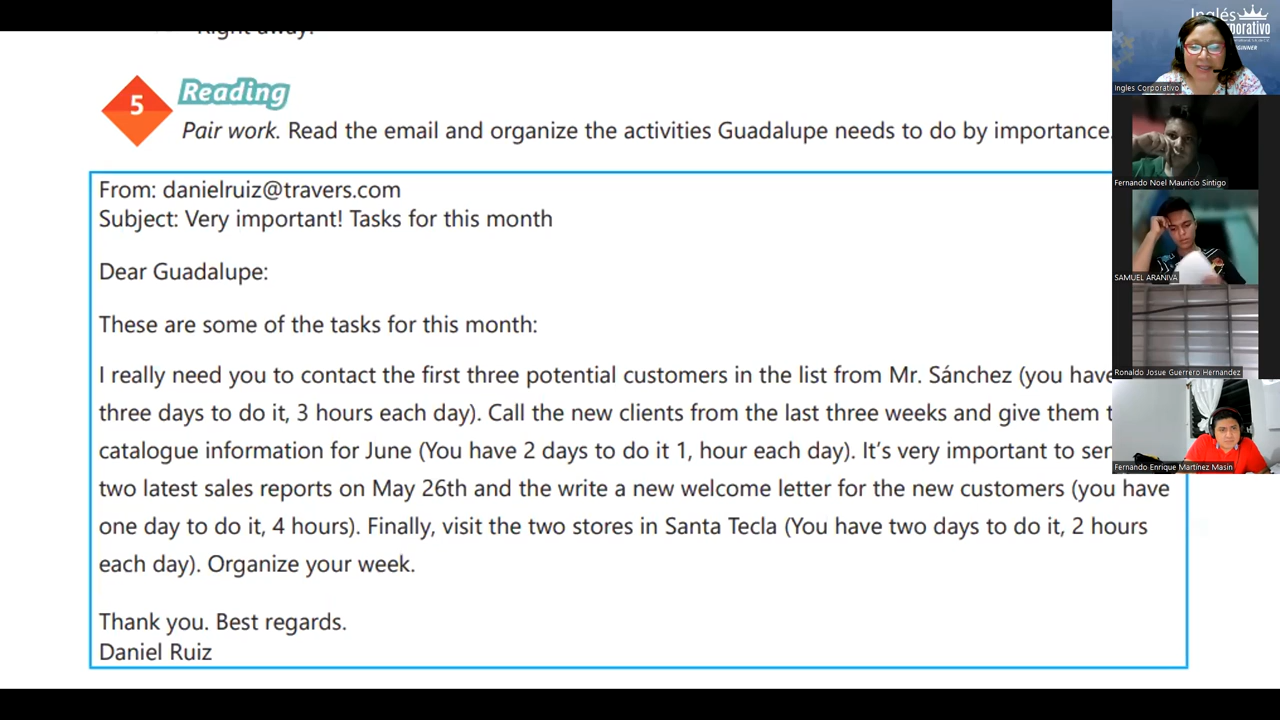 Right away!
5
Reading
Pair work. Read the email and organize the activities Guadalupe needs to do by importance.
From: danielruiz@travers.com
Subject: Very important! Tasks for this month
Dear Guadalupe:
These are some of the tasks for this month:
I really need you to contact the first three potential customers in the list from Mr. Sánchez (you have
three days to do it, 3 hours each day). Call the new clients from the last three weeks and give them
catalogue information for June (You have 2 days to do it 1, hour each day). It's very important to
two latest sales reports on May 26th and the write a new welcome letter for the new customers (you have
one day to do it, 4 hours). Finally, visit the two stores in Santa Tecla (You have two days to do it, 2 hours
each day). Organize your week.
Thank you. Best regards.
Daniel Ruiz
Inglés
Ingles Corporativo
Fernando Noel Mauricio Sintigo
SAMUEL ARANIVA
Ronaldo Josue Guerrero Hernandez
Fernando Enrique Martínez Masin